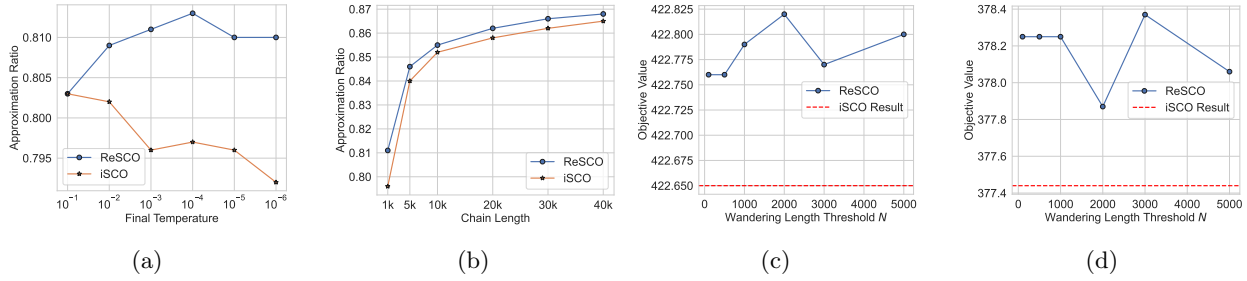 Approximation Ratio
0.810
0.805
0.800
0.795
ReSCO
iSCO
10⁻¹ 10⁻² 10⁻³ 10⁻⁴ 10⁻⁵ 10⁻⁶
Final Temperature
(a)
Approximation Ratio
0.87
0.86
0.85
0.84
0.83
0.82
0.81
0.80
ReSCO
iSCO
1k 5k 10k 20k 30k 40k
Chain Length
(b)
Objective Value
422.825
422.800
422.775
422.750
422.725
422.700
422.675
422.650
ReSCO
iSCO Result
0 1000 2000 3000 4000 5000
Wandering Length Threshold N
(c)
Objective Value
378.4
378.2
378.0
377.8
377.6
377.4
ReSCO
iSCO Result
0 1000 2000 3000 4000 5000
Wandering Length Threshold N
(d)